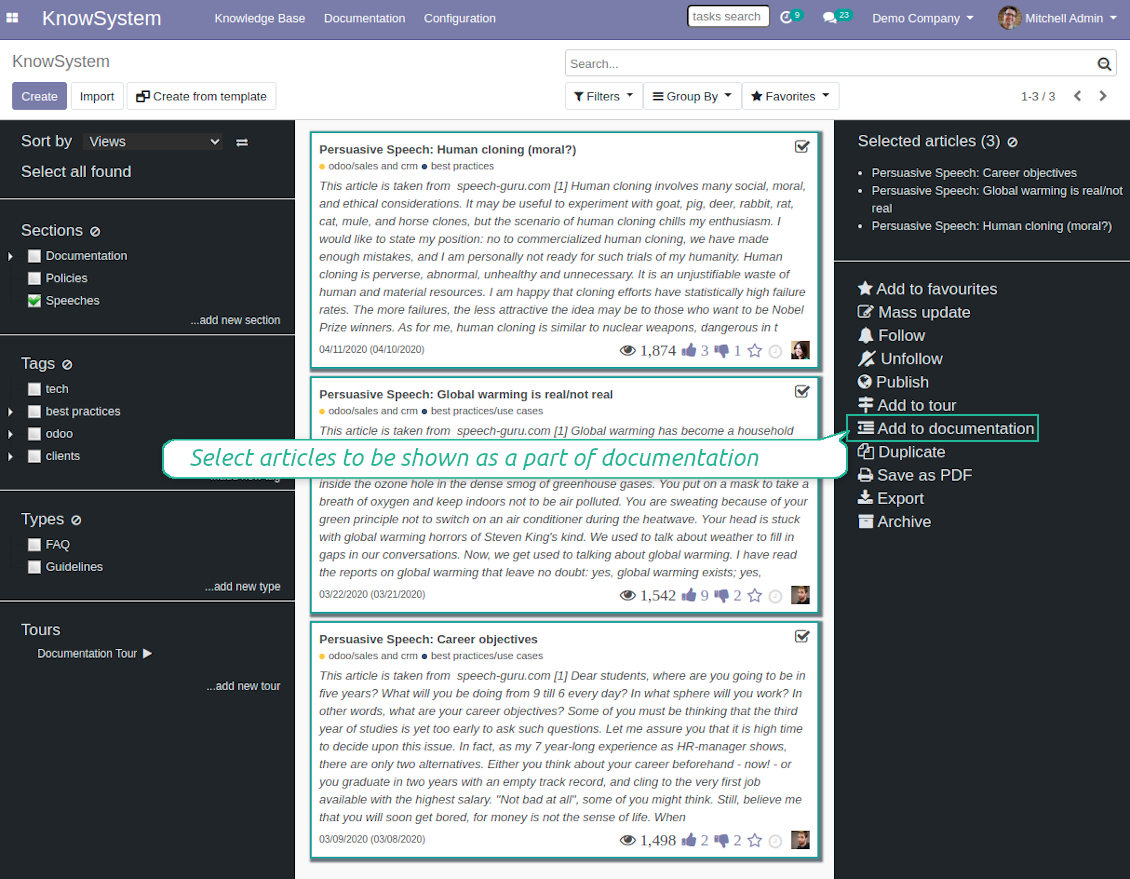 KnowSystem Knowledge Base Documentation Configuration tasks search 9 23 Demo Company Mitchell Admin
KnowSystem
Search...
Create Import Create from template
Filters Group By Favorites 1-3 / 3
Sort by Views
Select all found
Sections
Documentation
Policies
Speeches
...add new section
Tags
tech
best practices
odoo
clients
Types
FAQ
Guidelines
...add new type
Tours
Documentation Tour
...add new tour
Persuasive Speech: Human cloning (moral?)
odoo/sales and crm best practices
This article is taken from speech-guru.com [1] Human cloning involves many social, moral,
and ethical considerations. It may be useful to experiment with goat, pig, deer, rabbit, rat,
cat, mule, and horse clones, but the scenario of human cloning chills my enthusiasm. I
would like to state my position: no to commercialized human cloning, we have made
enough mistakes, and I am personally not ready for such trials of my humanity. Human
cloning is perverse, abnormal, unhealthy and unnecessary. It is an unjustifiable waste of
human and material resources. I am happy that cloning efforts have statistically high failure
rates. The more failures, the less attractive the idea may be to those who want to be Nobel
Prize winners. As for me, human cloning is similar to nuclear weapons, dangerous in t
04/11/2020 (04/10/2020) 1,874 3 1
Persuasive Speech: Global warming is real/not real
odoo/sales and crm best practices/use cases
This article is taken from speech-guru.com [1] Global warming has become a household
Select articles to be shown as a part of documentation
inside the ozone hole in the dense smog of greenhouse gases. You put on a mask to take a
breath of oxygen and keep indoors not to be air polluted. You are sweating because of your
green principle not to switch on an air conditioner during the heatwave. Your head is stuck
with global warming horrors of Steven King's kind. We used to talk about weather to fill in
gaps in our conversations. Now, we get used to talking about global warming. I have read
the reports on global warming that leave no doubt: yes, global warming exists; yes,
03/22/2020 (03/21/2020) 1,542 9 2
Persuasive Speech: Career objectives
odoo/sales and crm best practices/use cases
This article is taken from speech-guru.com [1] Dear students, where are you going to be in
five years? What will you be doing from 9 till 6 every day? In what sphere will you work? In
other words, what are your career objectives? Some of you must be thinking that the third
year of studies is yet too early to ask such questions. Let me assure you that it is high time
to decide upon this issue. In fact, as my 7 year-long experience as HR-manager shows,
there are only two alternatives. Either you think about your career beforehand - now! - or
you graduate in two years with an empty track record, and cling to the very first job
available with the highest salary. "Not bad at all", some of you might think. Still, believe me
that you will soon get bored, for money is not the sense of life. When
03/09/2020 (03/08/2020) 1,498 2 2
Selected articles (3)
Persuasive Speech: Career objectives
Persuasive Speech: Global warming is real/not
real
Persuasive Speech: Human cloning (moral?)
Add to favourites
Mass update
Follow
Unfollow
Publish
Add to tour
Add to documentation
Duplicate
Save as PDF
Export
Archive